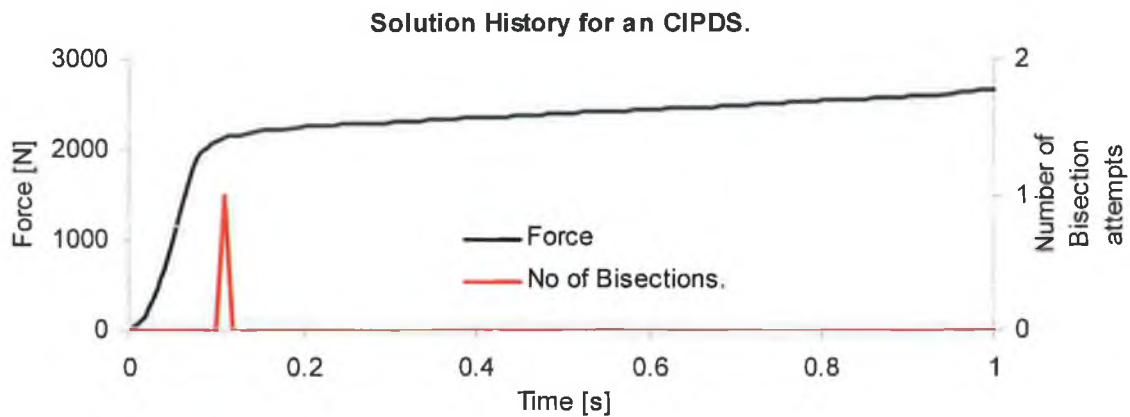 Solution History for an CIPDS.
3000
2000
1000
0
Force [N]
2
1
0
Number of
Bisection
attempts
Force
No of Bisections.
0
0.2
0.4
0.6
0.8
1
Time [s]